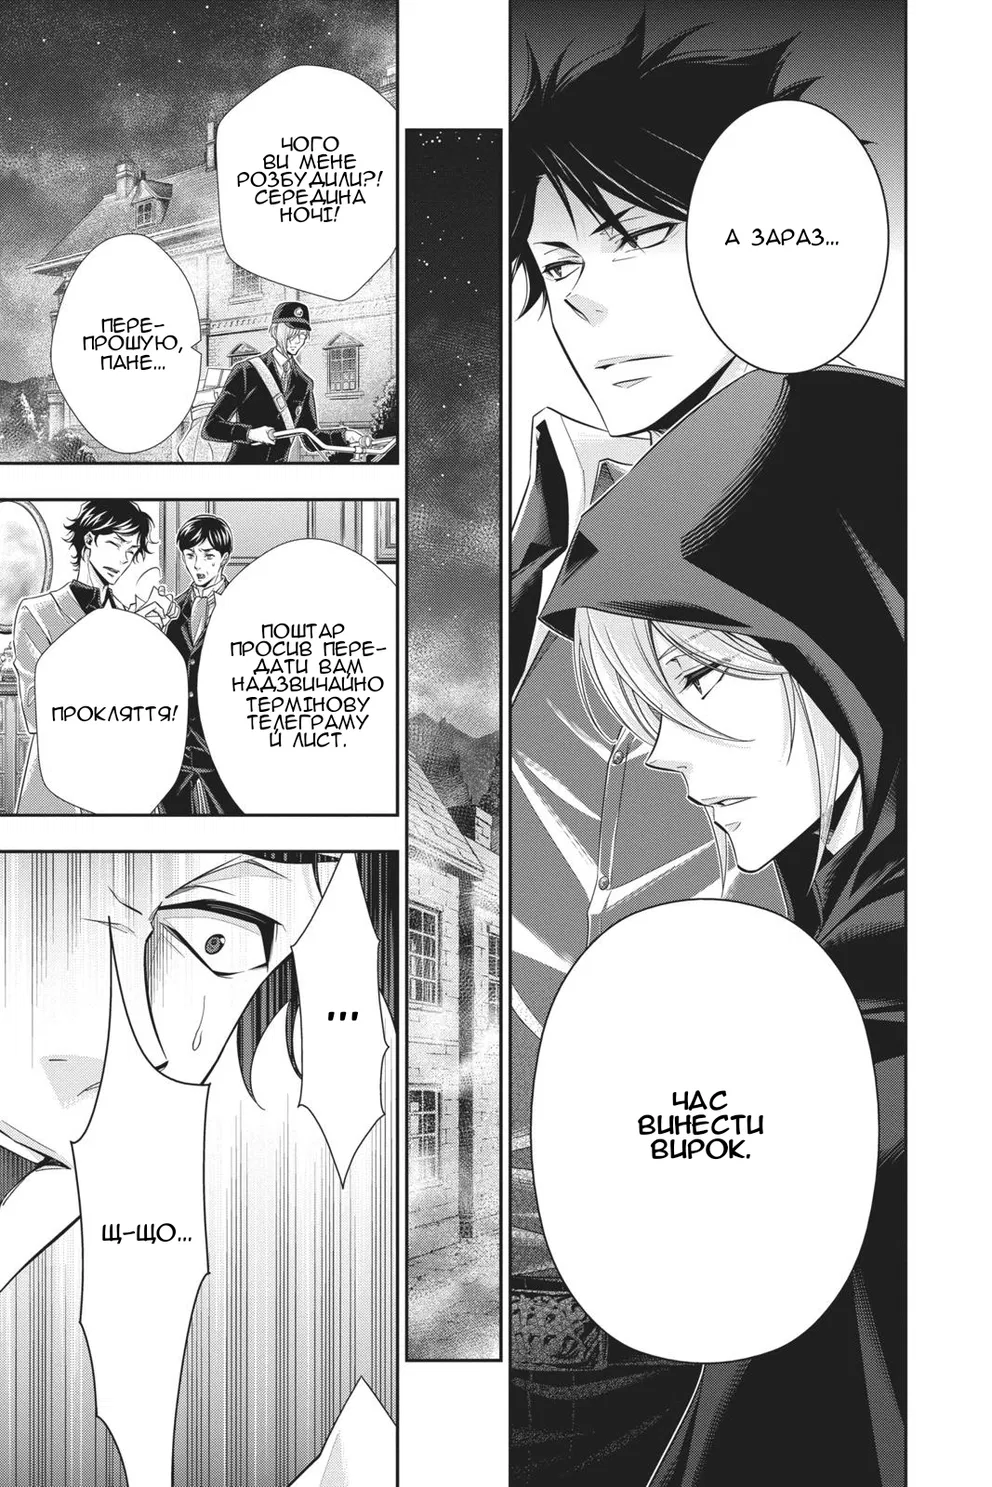 А ЗАРАЗ...
ЧАС
ВИНЕСТИ
ВИРОК.
ЧОГО
ВИ МЕНЕ
РОЗБУДИЛИ?!
СЕРЕДИНА
НОЧІ!
ПЕРЕ-
ПРОШУЮ,
ПАНЕ...
ПОШТАР
ПРОСИВ ПЕРЕ-
ДАТИ ВАМ
НАДЗВИЧАЙНО
ТЕРМІНОВУ
ТЕЛЕГРАМУ
Й ЛИСТ.
ПРОКЛЯТТЯ!
...
Щ-ЩО...